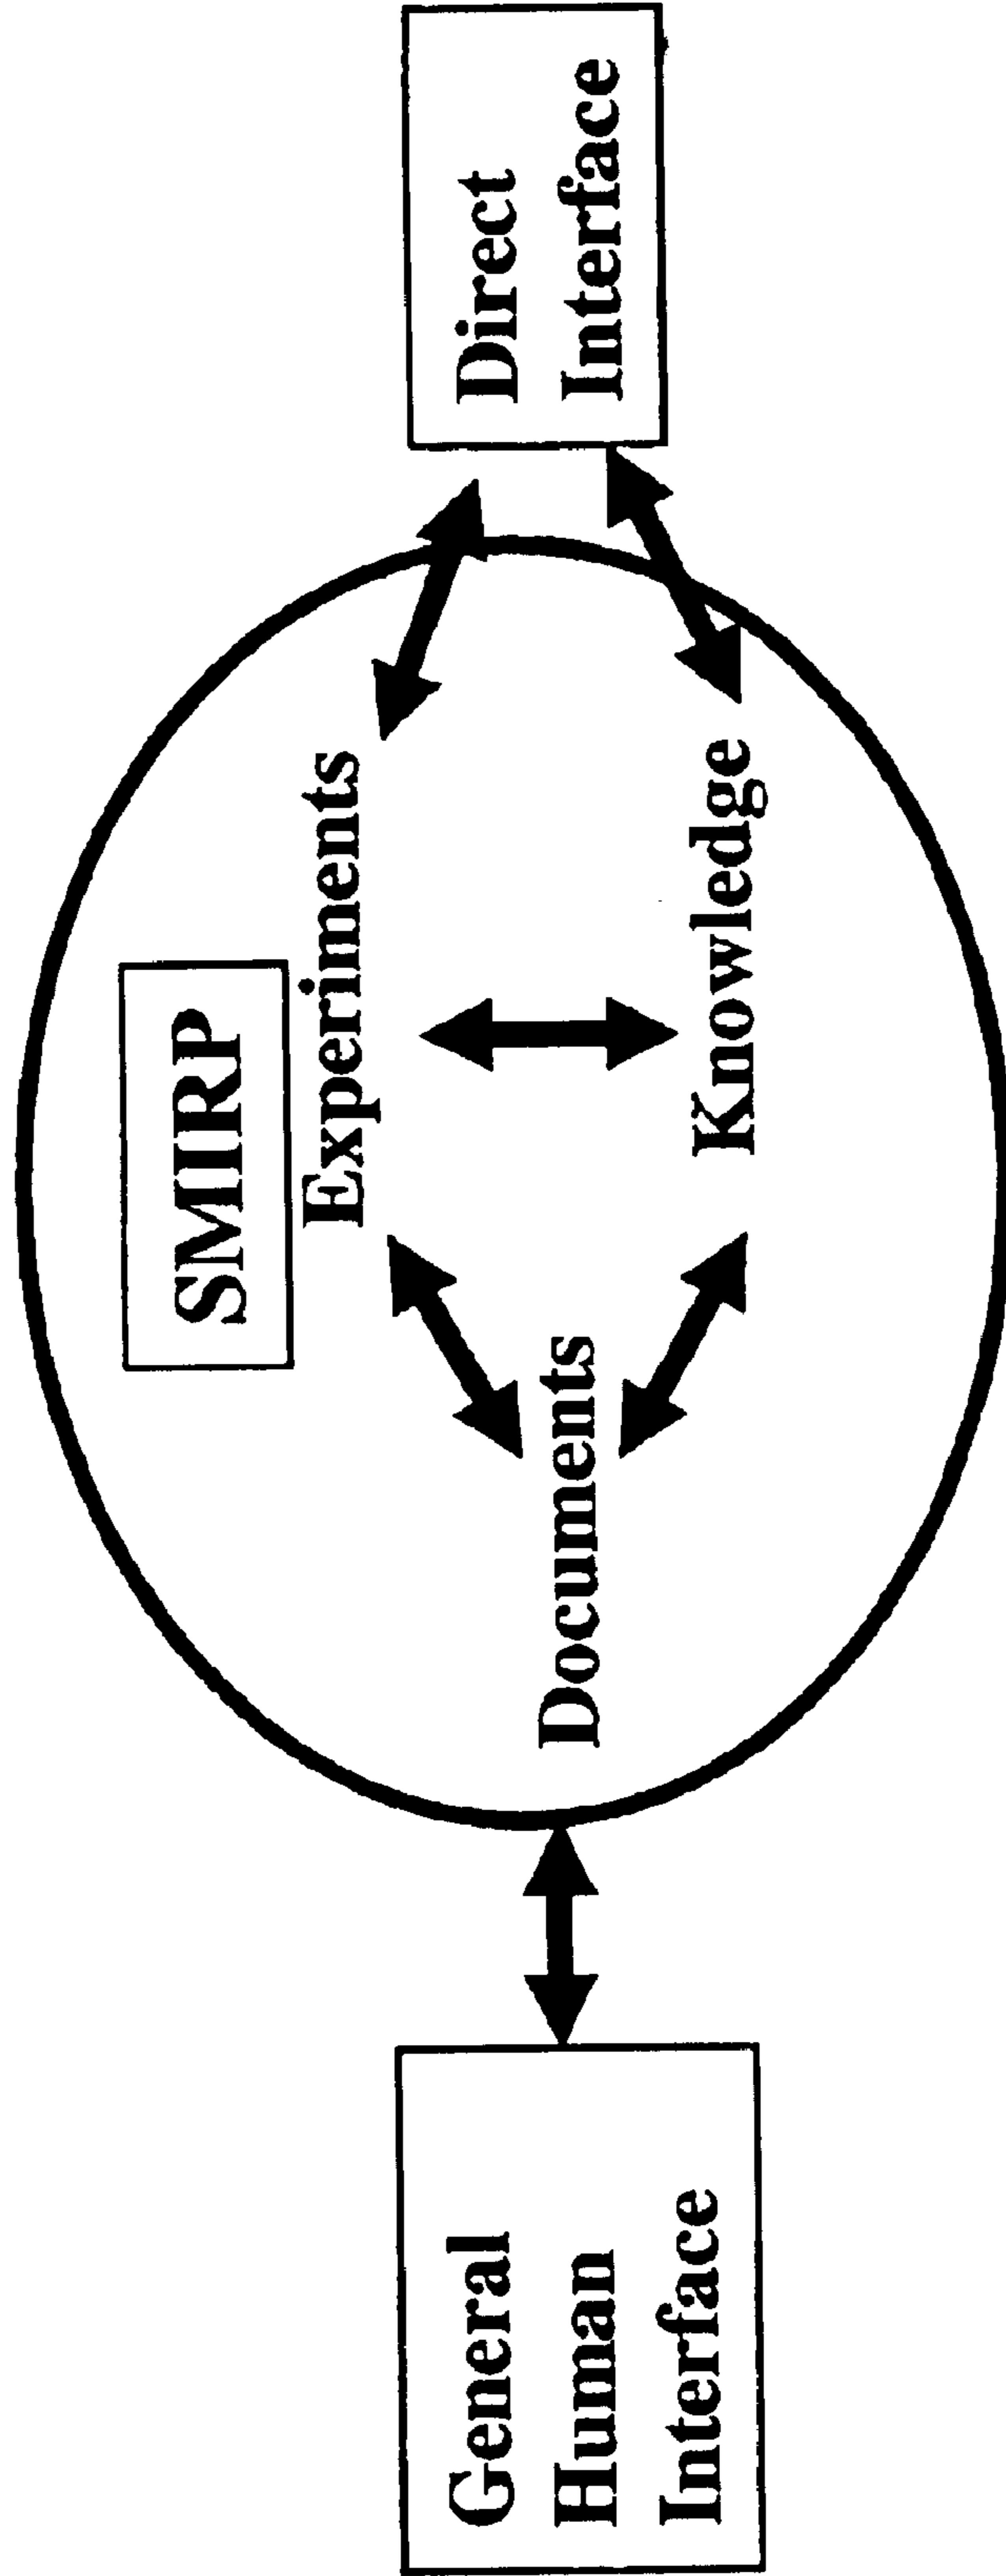 SMIRP
Experiments
Documents
Knowledge
General
Human
Interface
Direct
Interface